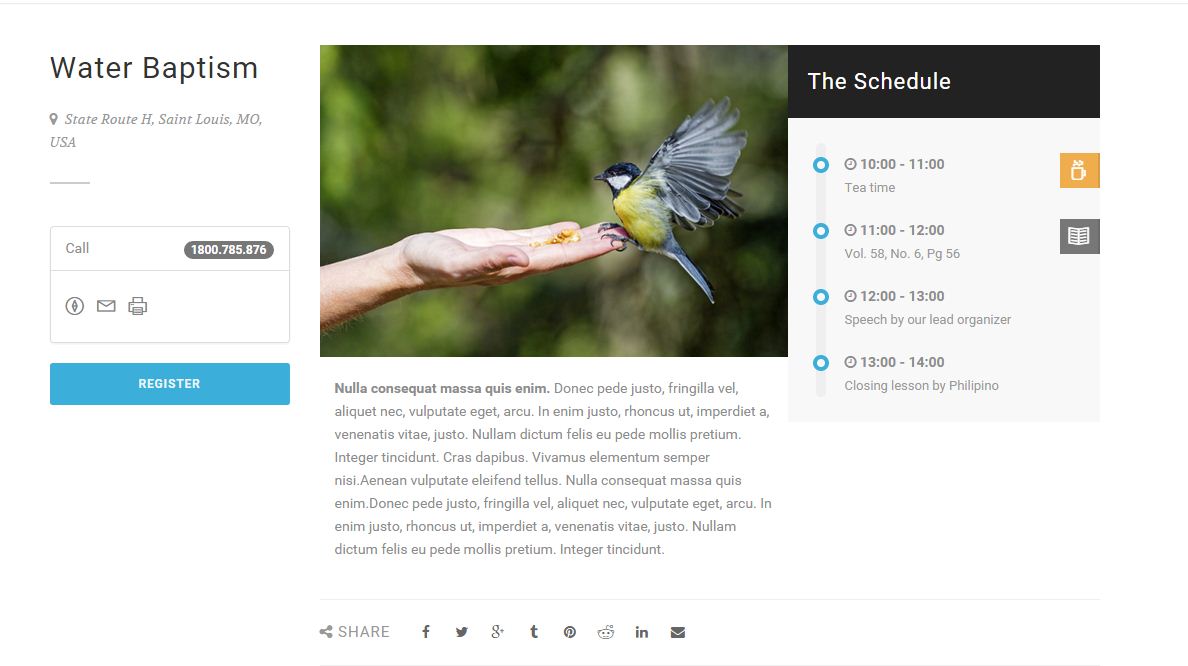 Water Baptism
State Route H, Saint Louis, MO,
USA
Call 1800.785.876
REGISTER
Nulla consequat massa quis enim. Donec pede justo, fringilla vel,
aliquet nec, vulputate eget, arcu. In enim justo, rhoncus ut, imperdiet a,
venenatis vitae, justo. Nullam dictum felis eu pede mollis pretium.
Integer tincidunt. Cras dapibus. Vivamus elementum semper
nisi.Aenean vulputate eleifend tellus. Nulla consequat massa quis
enim.Donec pede justo, fringilla vel, aliquet nec, vulputate eget, arcu. In
enim justo, rhoncus ut, imperdiet a, venenatis vitae, justo. Nullam
dictum felis eu pede mollis pretium. Integer tincidunt.
The Schedule
10:00 - 11:00
Tea time
11:00 - 12:00
Vol. 58, No. 6, Pg 56
12:00 - 13:00
Speech by our lead organizer
13:00 - 14:00
Closing lesson by Philipino
SHARE